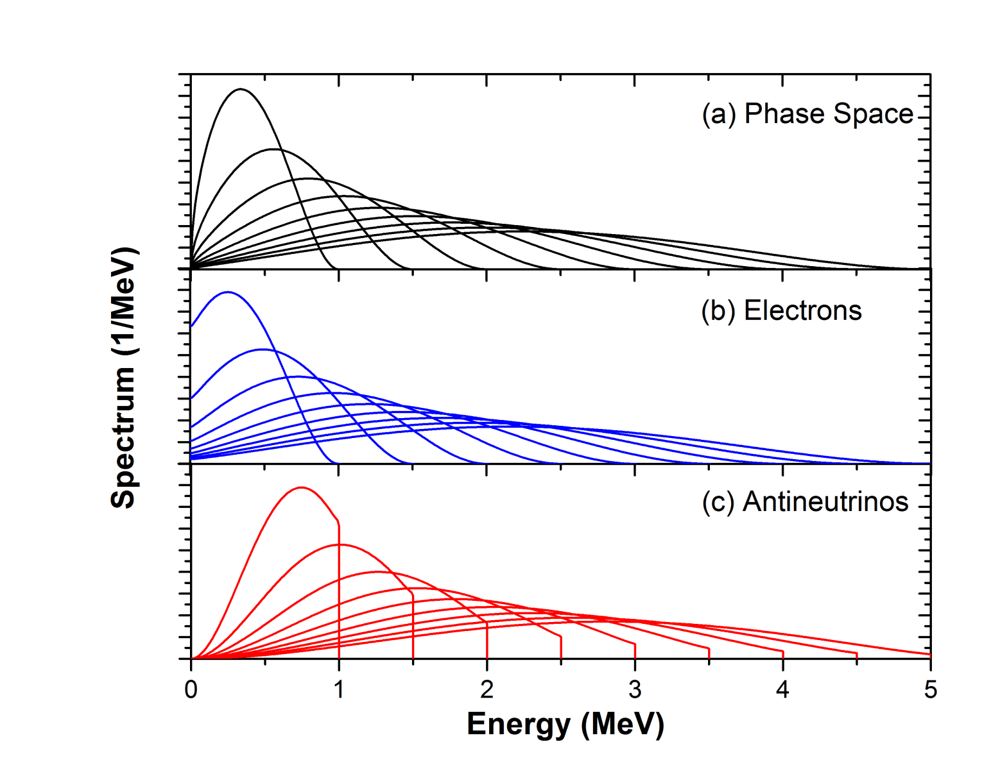 (a) Phase Space
(b) Electrons
(c) Antineutrinos
Spectrum (1/MeV)
0 1 2 3 4 5
Energy (MeV)